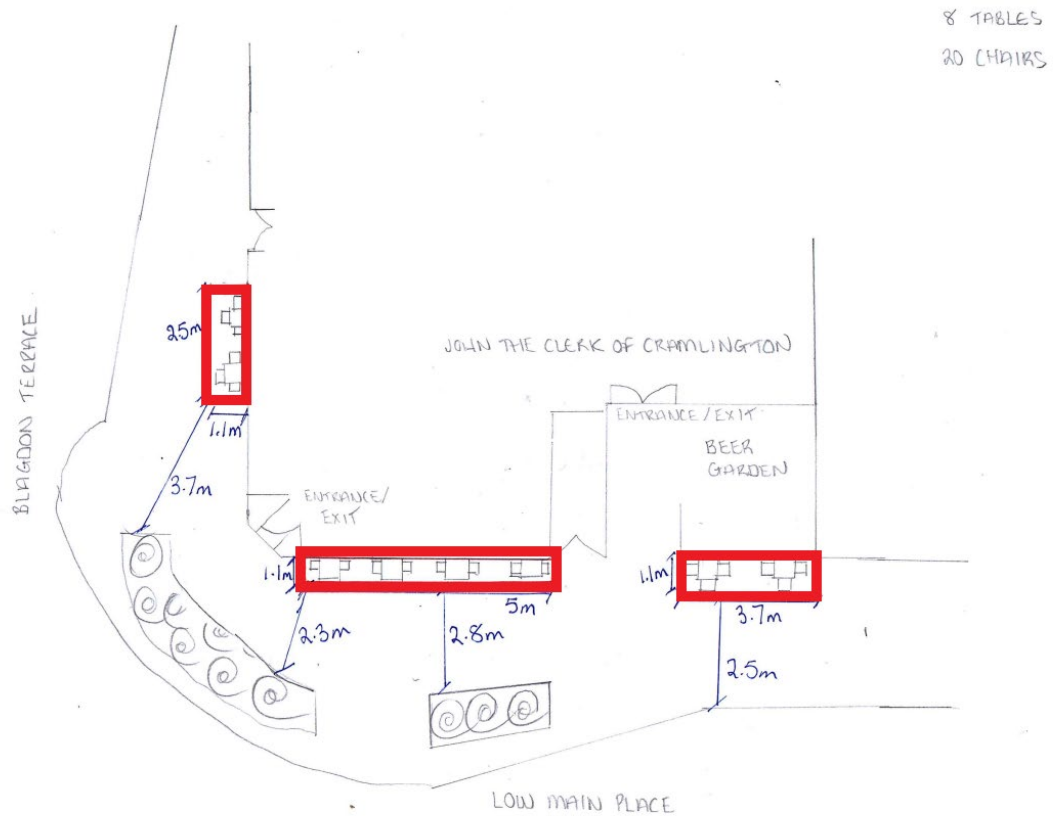 8 TABLES
20 CHAIRS
BLAGDON TERRACE
25m
1.1m
3.7m
JOHN THE CLERK OF CRAMLINGTON
ENTRANCE/EXIT
BEER
GARDEN
ENTRANCE/
EXIT
1.1m
5m
2.3m
2.8m
1.1m
3.7m
2.5m
LOW MAIN PLACE